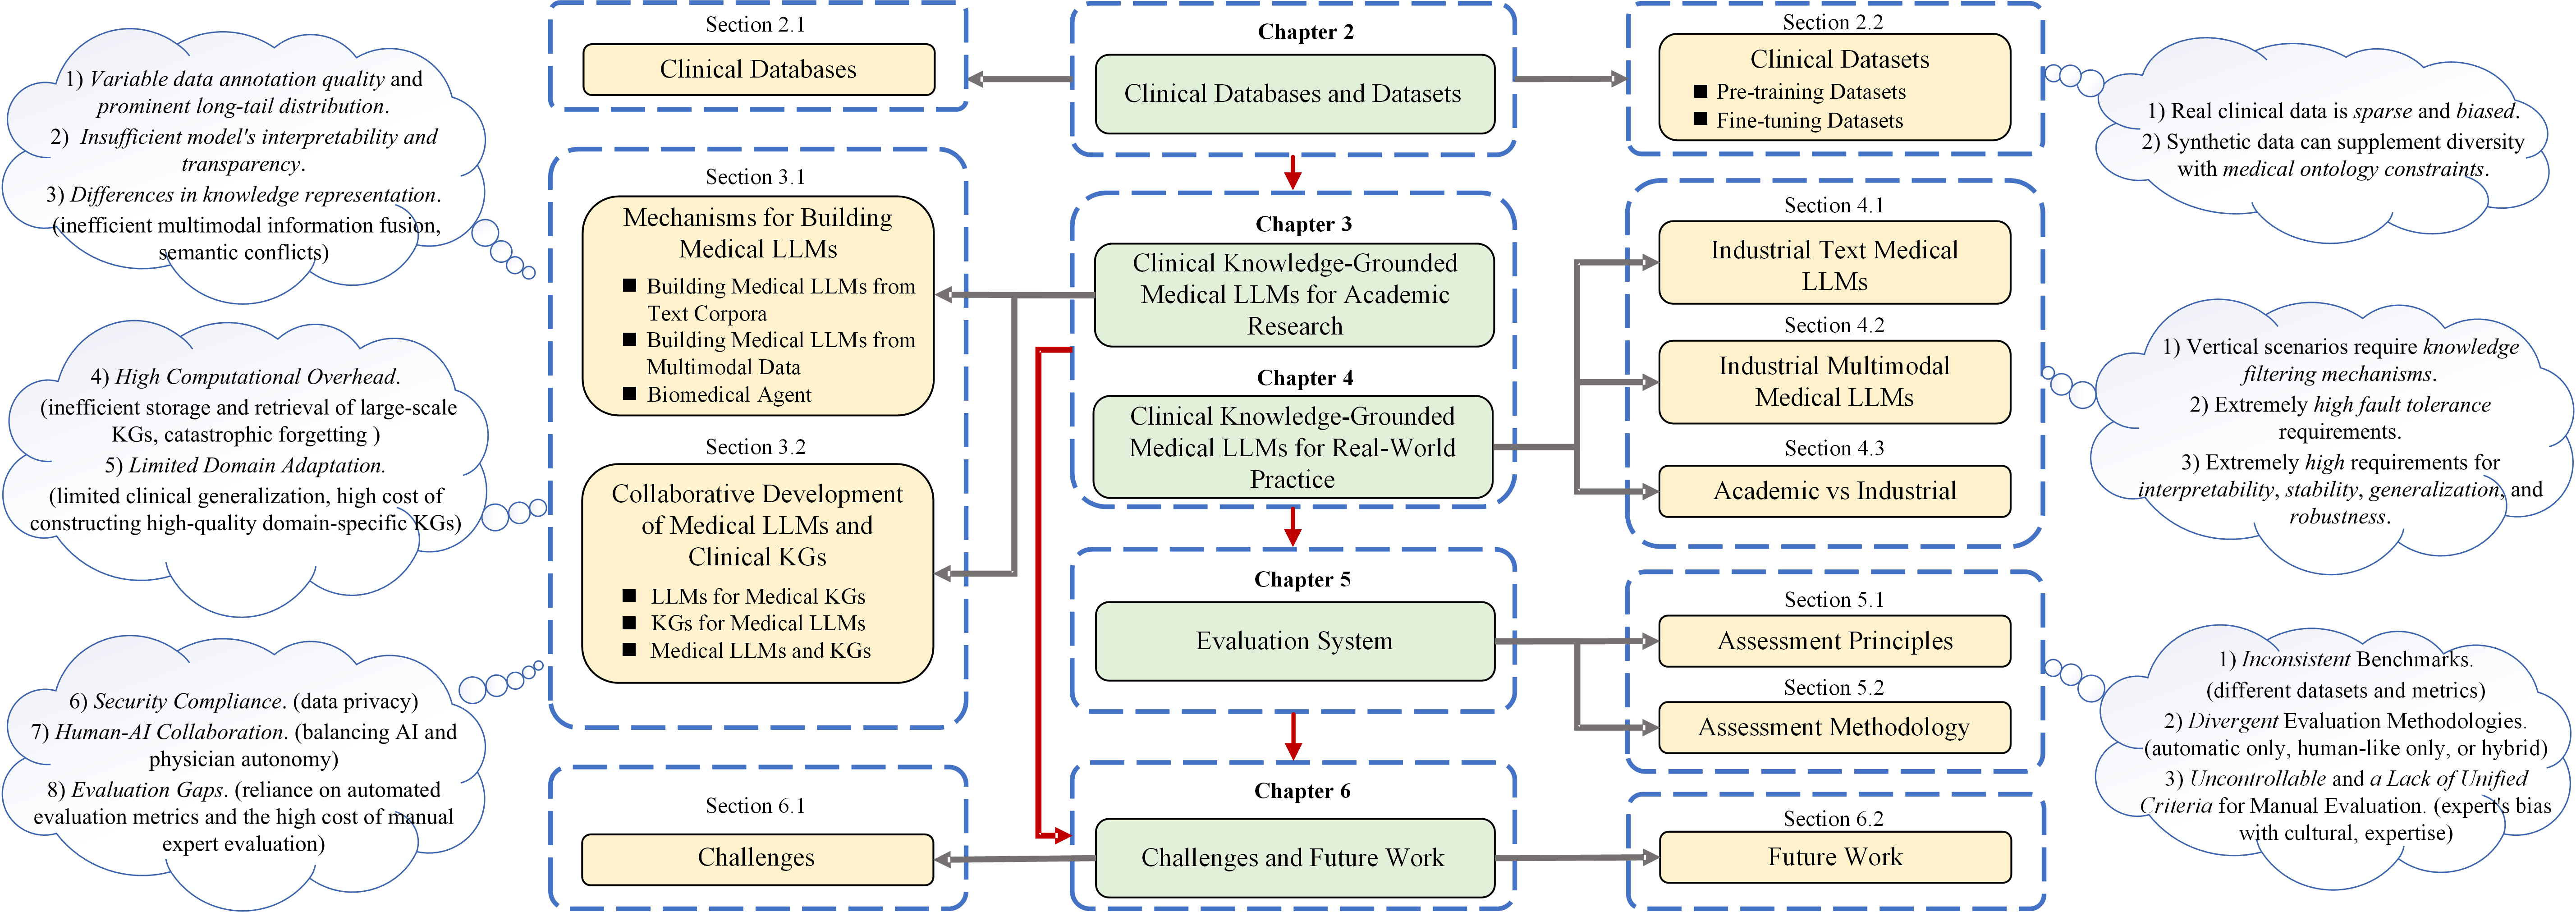 1) Variable data annotation quality and
prominent long-tail distribution.
2) Insufficient model's interpretability and
transparency.
3) Differences in knowledge representation.
(inefficient multimodal information fusion,
semantic conflicts)
4) High Computational Overhead.
(inefficient storage and retrieval of large-scale
KGs, catastrophic forgetting )
5) Limited Domain Adaptation.
(limited clinical generalization, high cost of
constructing high-quality domain-specific KGs)
6) Security Compliance. (data privacy)
7) Human-AI Collaboration. (balancing AI and
physician autonomy)
8) Evaluation Gaps. (reliance on automated
evaluation metrics and the high cost of manual
expert evaluation)
Section 2.1
Clinical Databases
Section 3.1
Mechanisms for Building
Medical LLMs
■ Building Medical LLMs from
Text Corpora
■ Building Medical LLMs from
Multimodal Data
■ Biomedical Agent
Section 3.2
Collaborative Development
of Medical LLMs and
Clinical KGs
■ LLMs for Medical KGs
■ KGs for Medical LLMs
■ Medical LLMs and KGs
Section 6.1
Challenges
Chapter 2
Clinical Databases and Datasets
Chapter 3
Clinical Knowledge-Grounded
Medical LLMs for Academic
Research
Chapter 4
Clinical Knowledge-Grounded
Medical LLMs for Real-World
Practice
Chapter 5
Evaluation System
Chapter 6
Challenges and Future Work
Section 2.2
Clinical Datasets
■ Pre-training Datasets
■ Fine-tuning Datasets
Section 4.1
Industrial Text Medical
LLMs
Section 4.2
Industrial Multimodal
Medical LLMs
Section 4.3
Academic vs Industrial
Section 5.1
Assessment Principles
Section 5.2
Assessment Methodology
Section 6.2
Future Work
1) Real clinical data is sparse and biased.
2) Synthetic data can supplement diversity
with medical ontology constraints.
1) Vertical scenarios require knowledge
filtering mechanisms.
2) Extremely high fault tolerance
requirements.
3) Extremely high requirements for
interpretability, stability, generalization, and
robustness.
1) Inconsistent Benchmarks.
(different datasets and metrics)
2) Divergent Evaluation Methodologies.
(automatic only, human-like only, or hybrid)
3) Uncontrollable and a Lack of Unified
Criteria for Manual Evaluation. (expert's bias
with cultural, expertise)